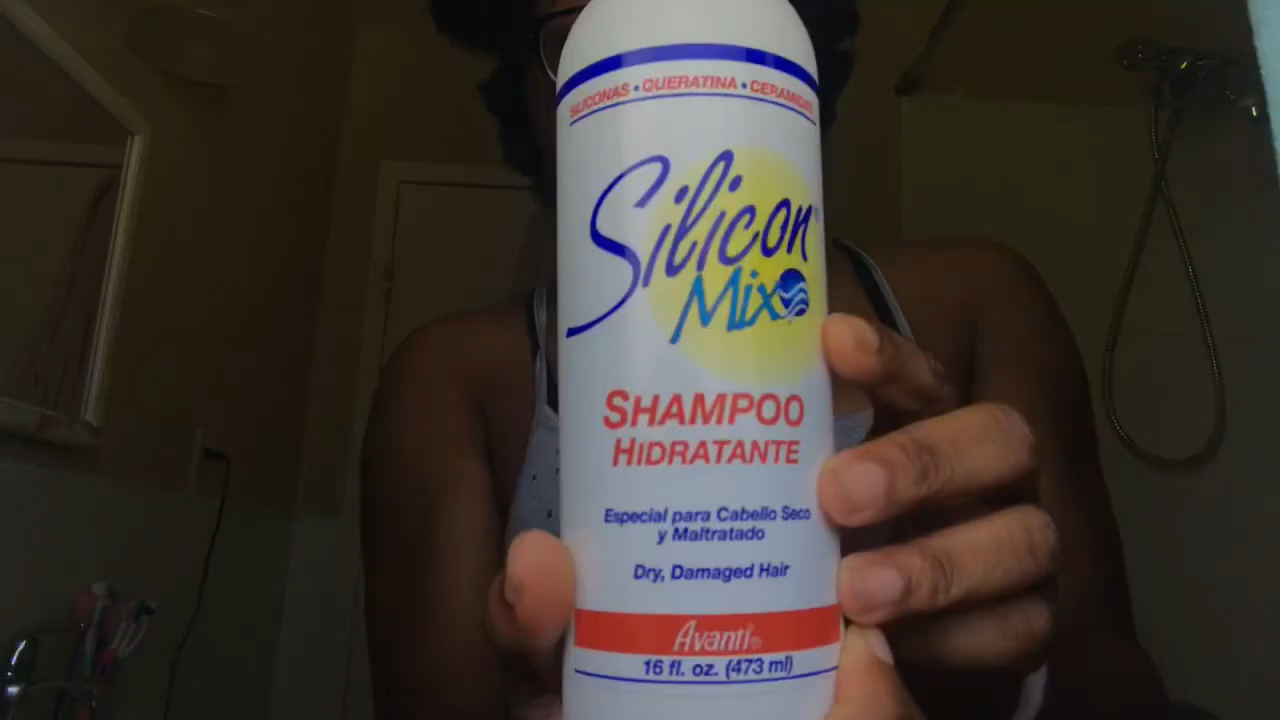 SILICONAS • QUERATINA • CERAMIDAS
Silicon
Mix
SHAMPOO
HIDRATANTE
Especial para Cabello Seco
y Maltratado
Dry, Damaged Hair
Avanti®
16 fl. oz. (473 ml)